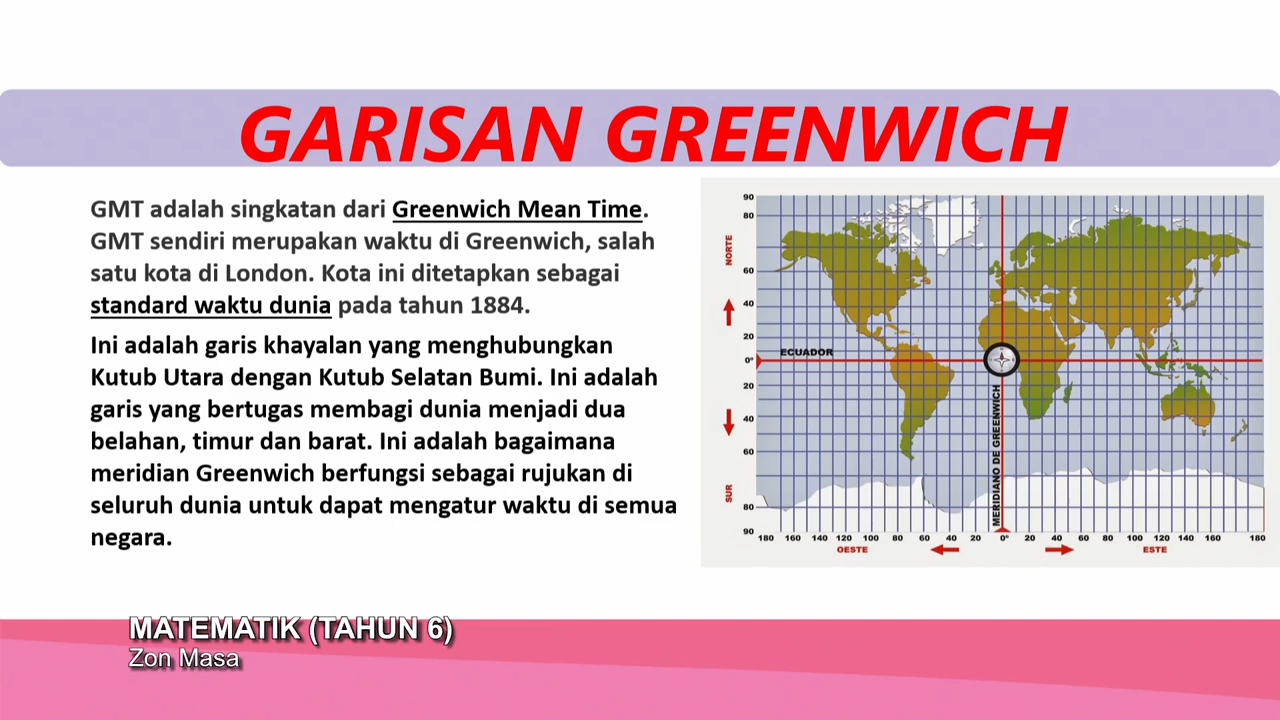 GARISAN GREENWICH
GMT adalah singkatan dari Greenwich Mean Time.
GMT sendiri merupakan waktu di Greenwich, salah
satu kota di London. Kota ini ditetapkan sebagai
standard waktu dunia pada tahun 1884.
Ini adalah garis khayalan yang menghubungkan
Kutub Utara dengan Kutub Selatan Bumi. Ini adalah
garis yang bertugas membagi dunia menjadi dua
belahan, timur dan barat. Ini adalah bagaimana
meridian Greenwich berfungsi sebagai rujukan di
seluruh dunia untuk dapat mengatur waktu di semua
negara.
90
80
60
40
20
0°
20
40
60
80
90
NORTE
SUR
ECUADOR
MERIDIANO DE GREENWICH
180 160 140 120 100 80 60 40 20 0° 20 40 60 80 100 120 140 160 180
OESTE
ESTE
MATEMATIK (TAHUN 6)
Zon Masa